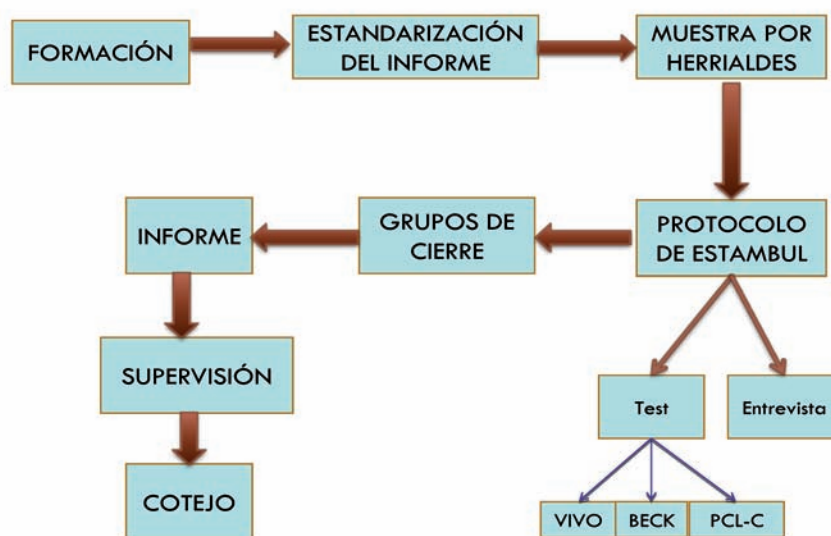 FORMACIÓN
ESTANDARIZACIÓN
DEL INFORME
MUESTRA POR
HERRIALDES
PROTOCOLO
DE ESTAMBUL
GRUPOS DE
CIERRE
INFORME
SUPERVISIÓN
COTEJO
Test
Entrevista
VIVO
BECK
PCL-C